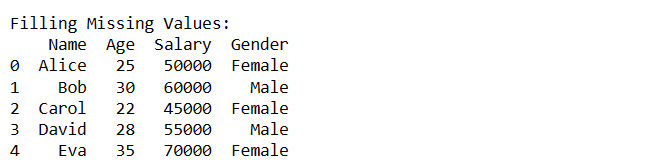 Filling Missing Values:
    Name  Age  Salary  Gender
0  Alice   25   50000  Female
1    Bob   30   60000    Male
2  Carol   22   45000  Female
3  David   28   55000    Male
4    Eva   35   70000  Female